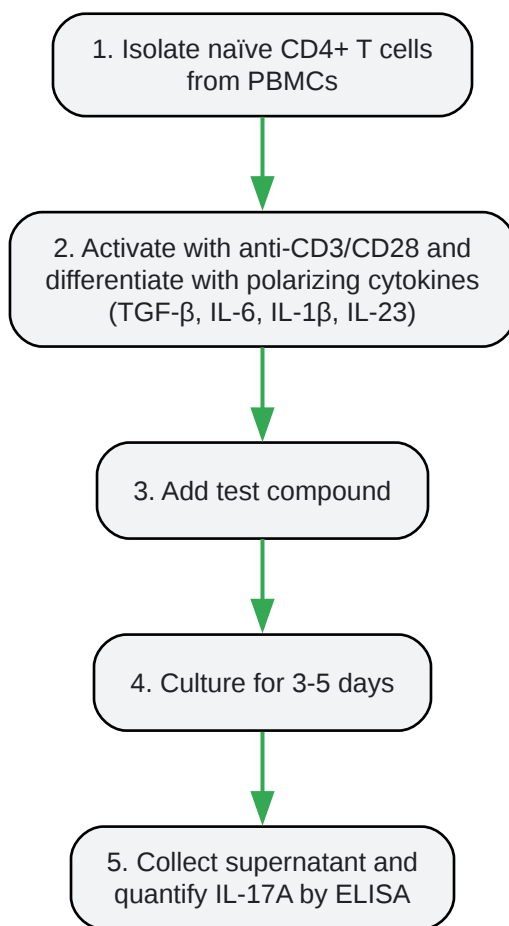 1. Isolate naïve CD4+ T cells
from PBMCs
2. Activate with anti-CD3/CD28 and
differentiate with polarizing cytokines
(TGF-β, IL-6, IL-1β, IL-23)
3. Add test compound
4. Culture for 3-5 days
5. Collect supernatant and
quantify IL-17A by ELISA